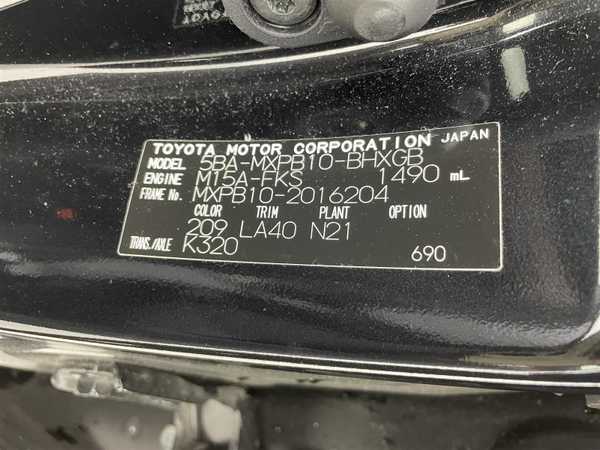 TOYOTA MOTOR CORPORATION JAPAN
MODEL 5BA-MXPB10-BHXGB
ENGINE M15A-FKS 1490 mL
FRAME No. MXPB10-2016204
COLOR TRIM PLANT OPTION
209 LA40 N21
TRANS./AXLE K320
690